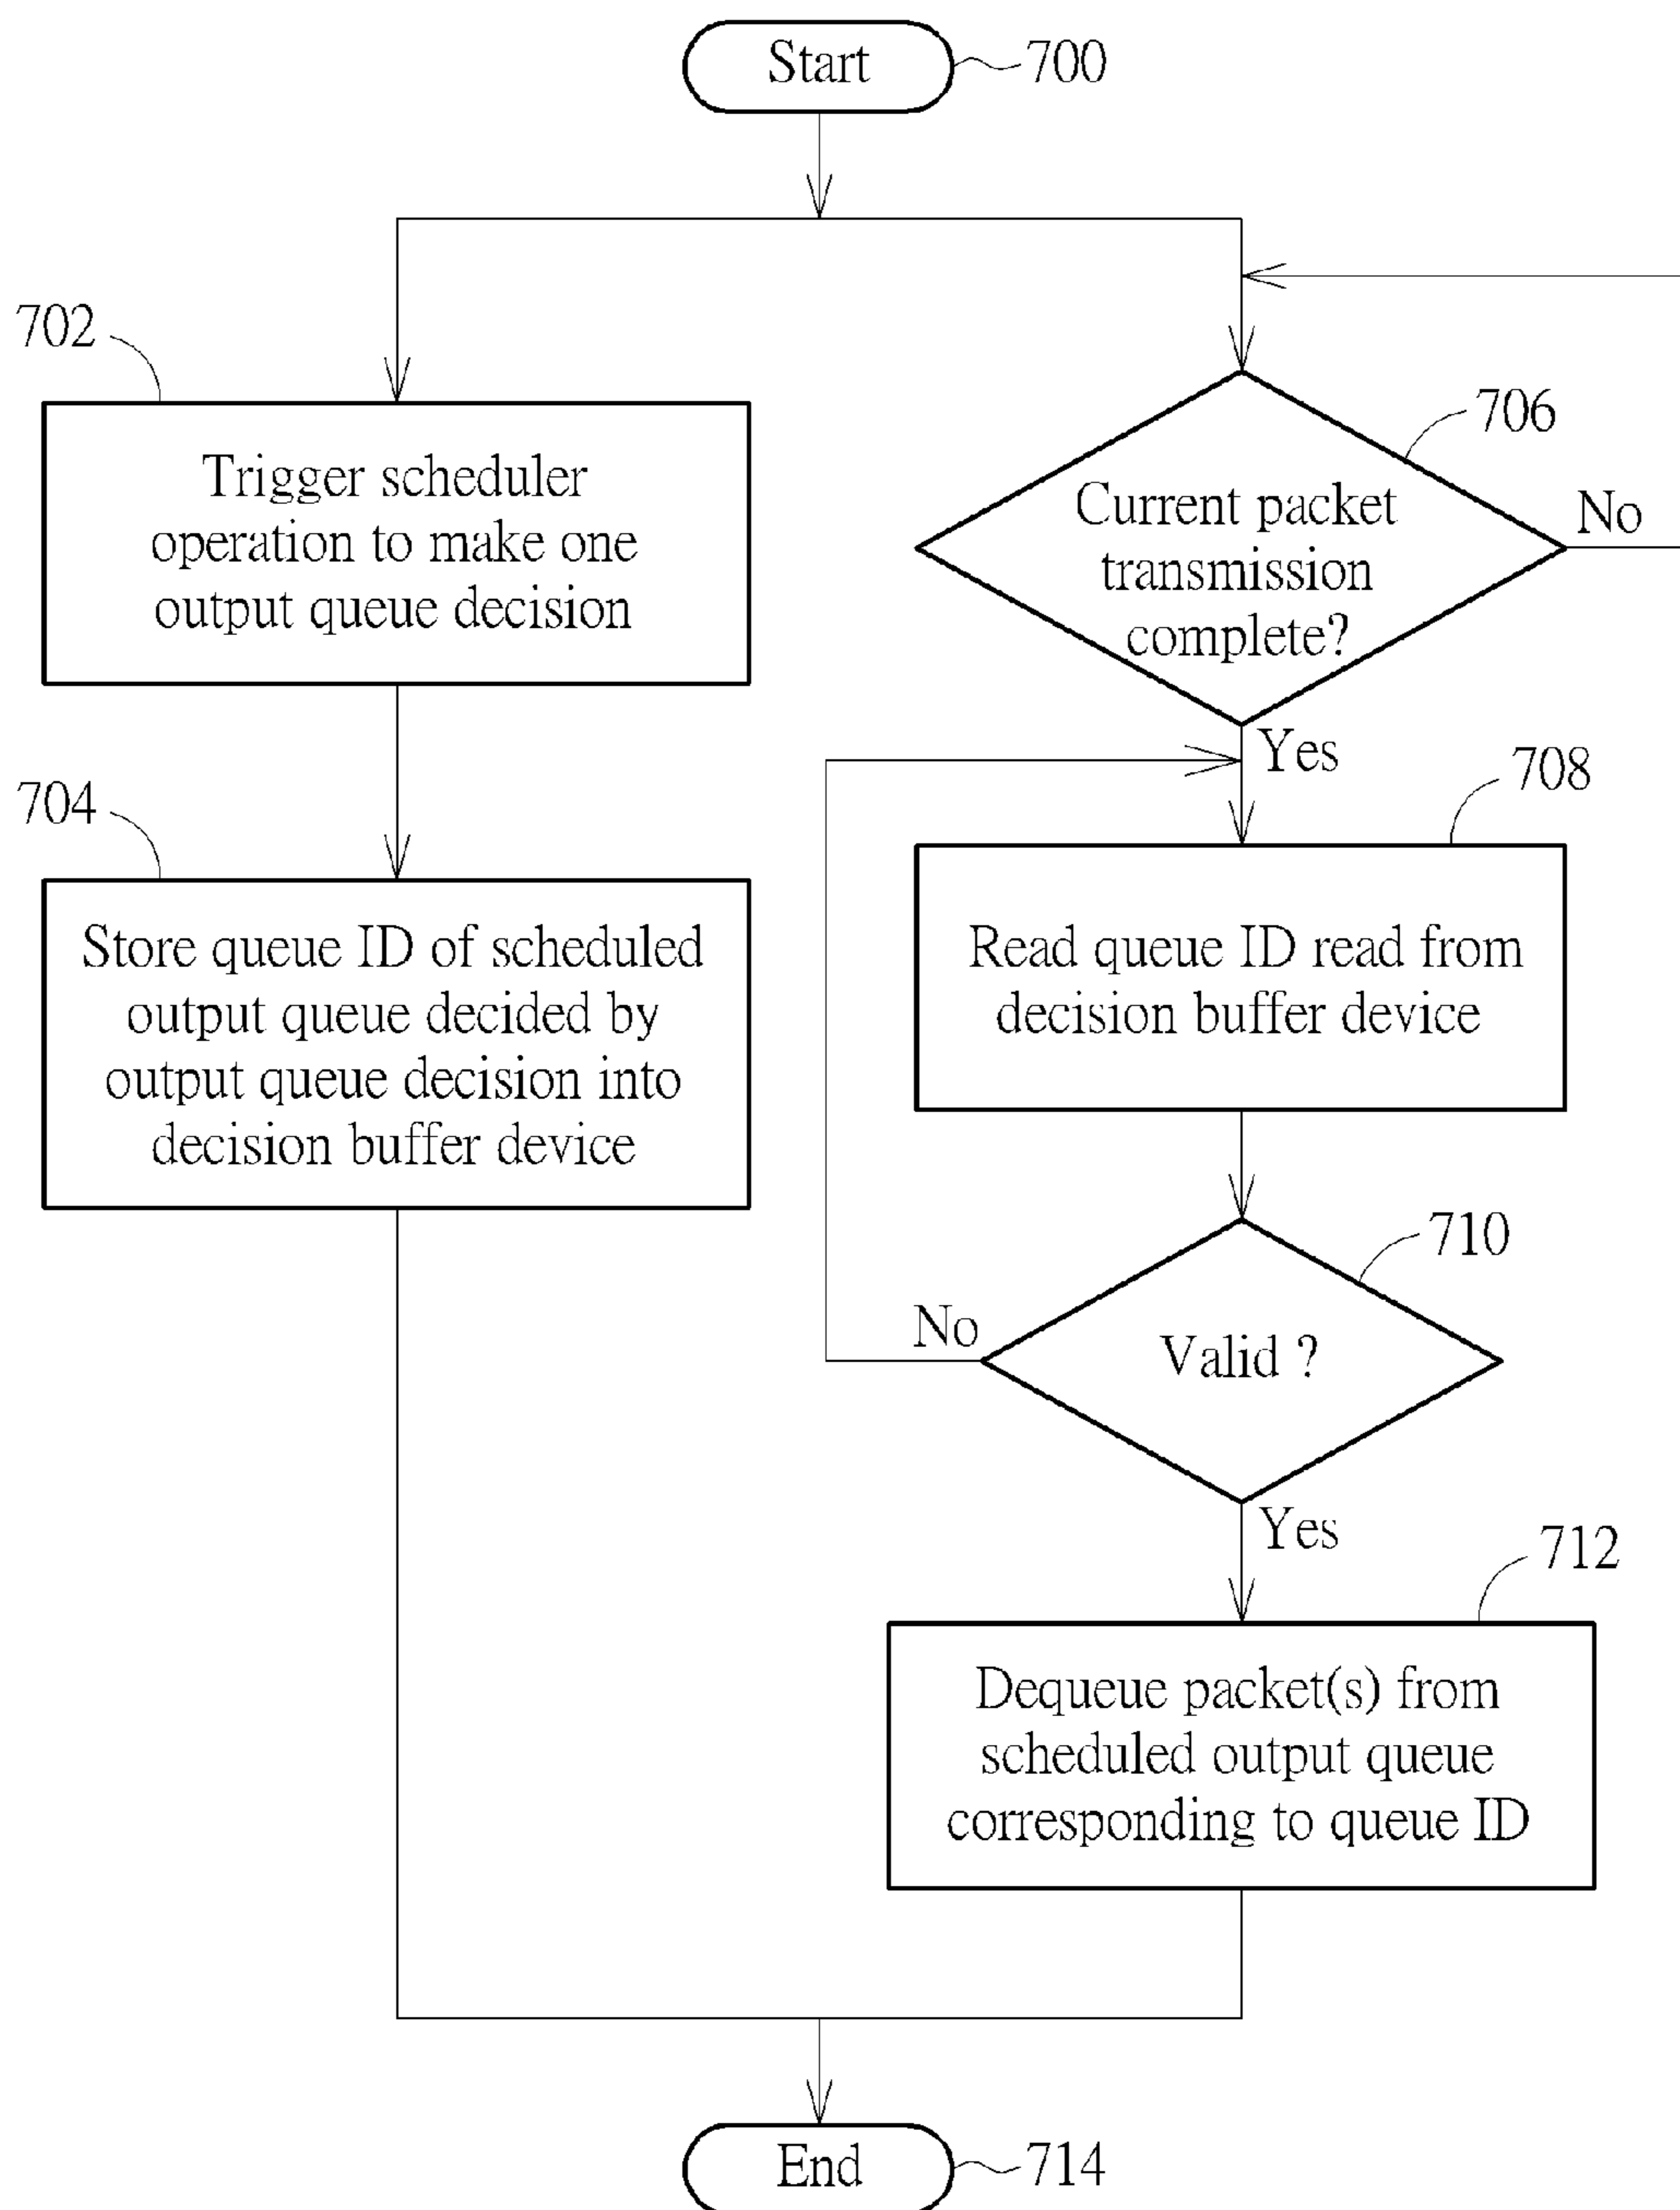 Start
700
702
Trigger scheduler
operation to make one
output queue decision
704
Store queue ID of scheduled
output queue decided by
output queue decision into
decision buffer device
706
Current packet
transmission
complete?
No
Yes
708
Read queue ID read from
decision buffer device
710
Valid ?
No
Yes
712
Dequeue packet(s) from
scheduled output queue
corresponding to queue ID
End
714